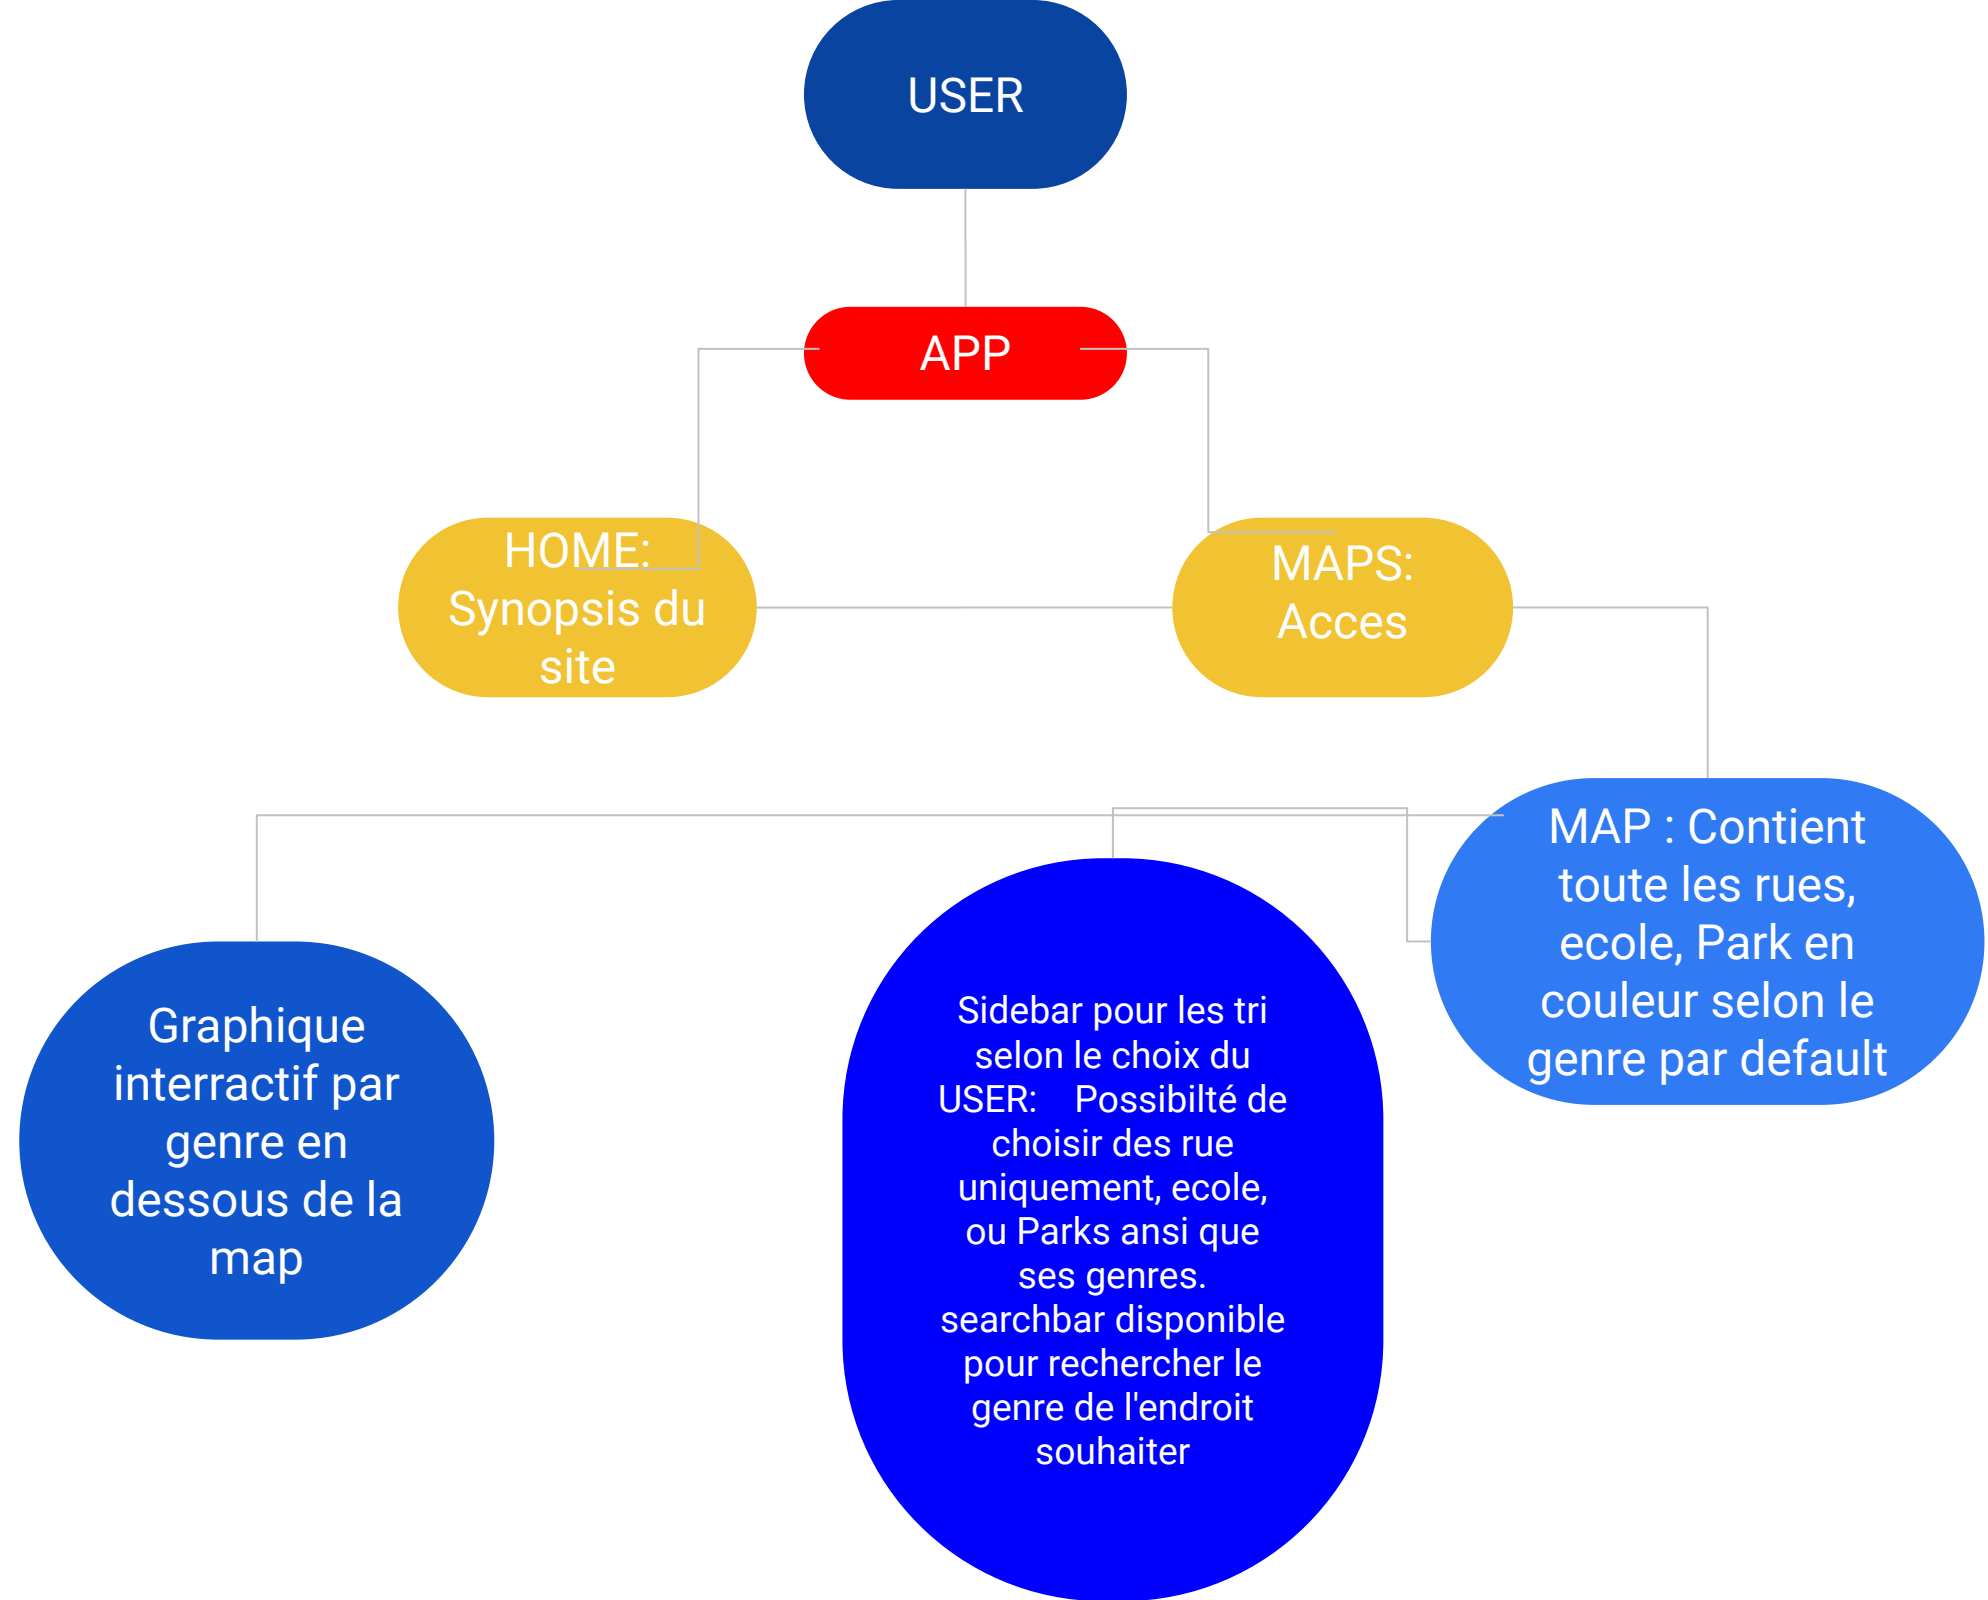 USER
APP
HOME:
Synopsis du
site
MAPS:
Acces
MAP : Contient
toute les rues,
ecole, Park en
couleur selon le
genre par default
Graphique
interractif par
genre en
dessous de la
map
Sidebar pour les tri
selon le choix du
USER:    Possibilté de
choisir des rue
uniquement, ecole,
ou Parks ansi que
ses genres.
searchbar disponible
pour rechercher le
genre de l'endroit
souhaiter